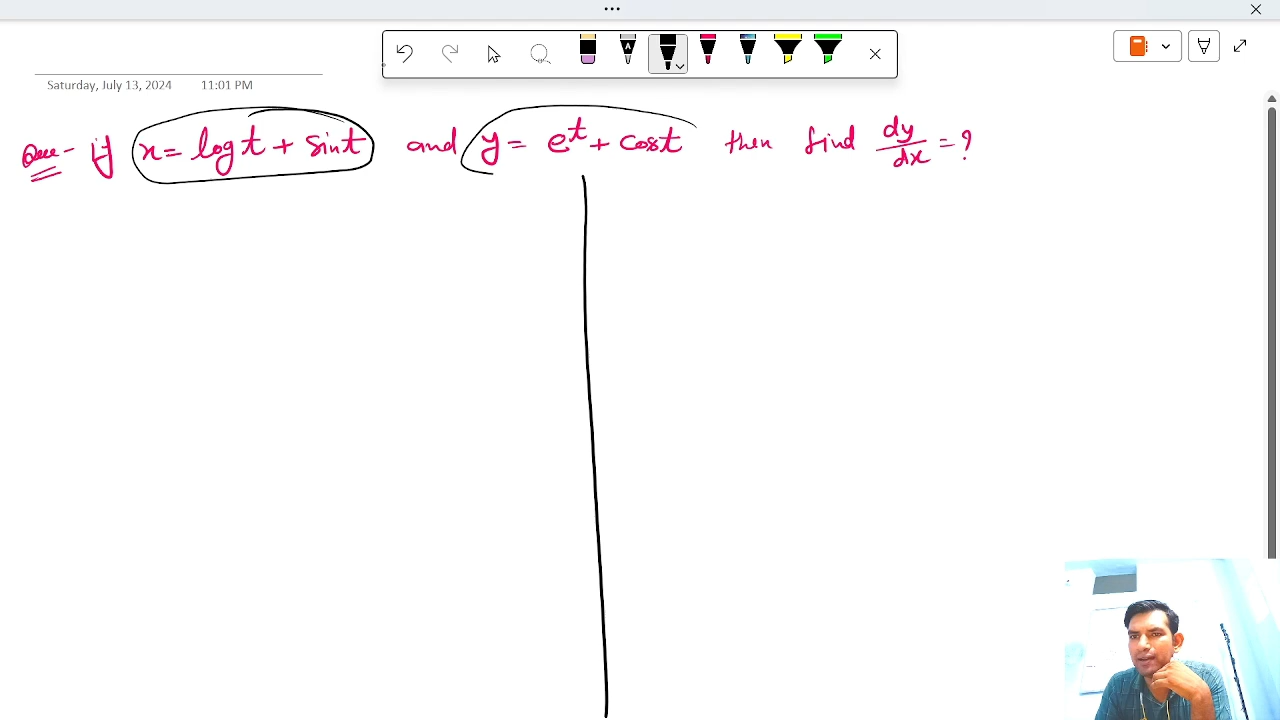 Saturday, July 13, 2024 11:01 PM
Que- if x = log t + sin t and y = e^t + cos t then find dy/dx = ?